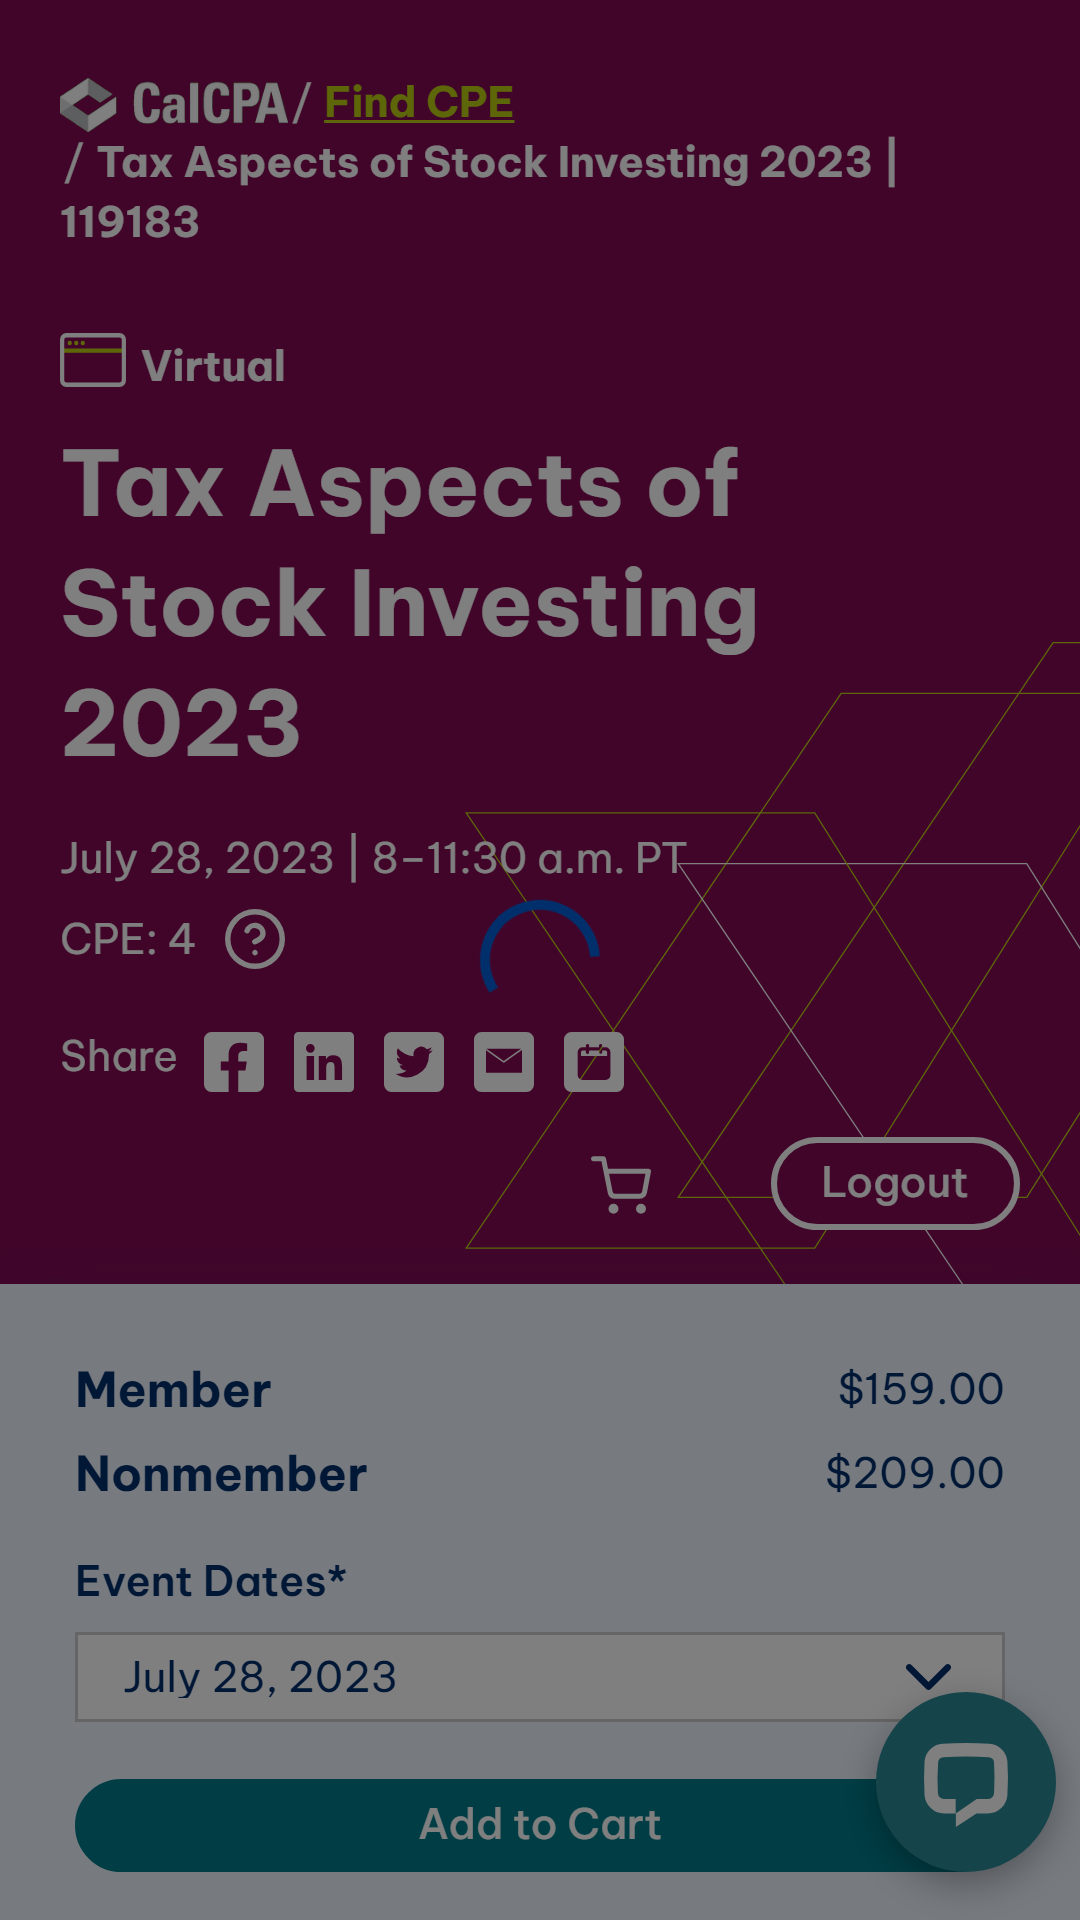 CalCPA / Find CPE
/ Tax Aspects of Stock Investing 2023 |
119183
Virtual
Tax Aspects of
Stock Investing
2023
July 28, 2023 | 8–11:30 a.m. PT
CPE: 4 ?
Share
Logout
Member $159.00
Nonmember $209.00
Event Dates*
July 28, 2023
Add to Cart